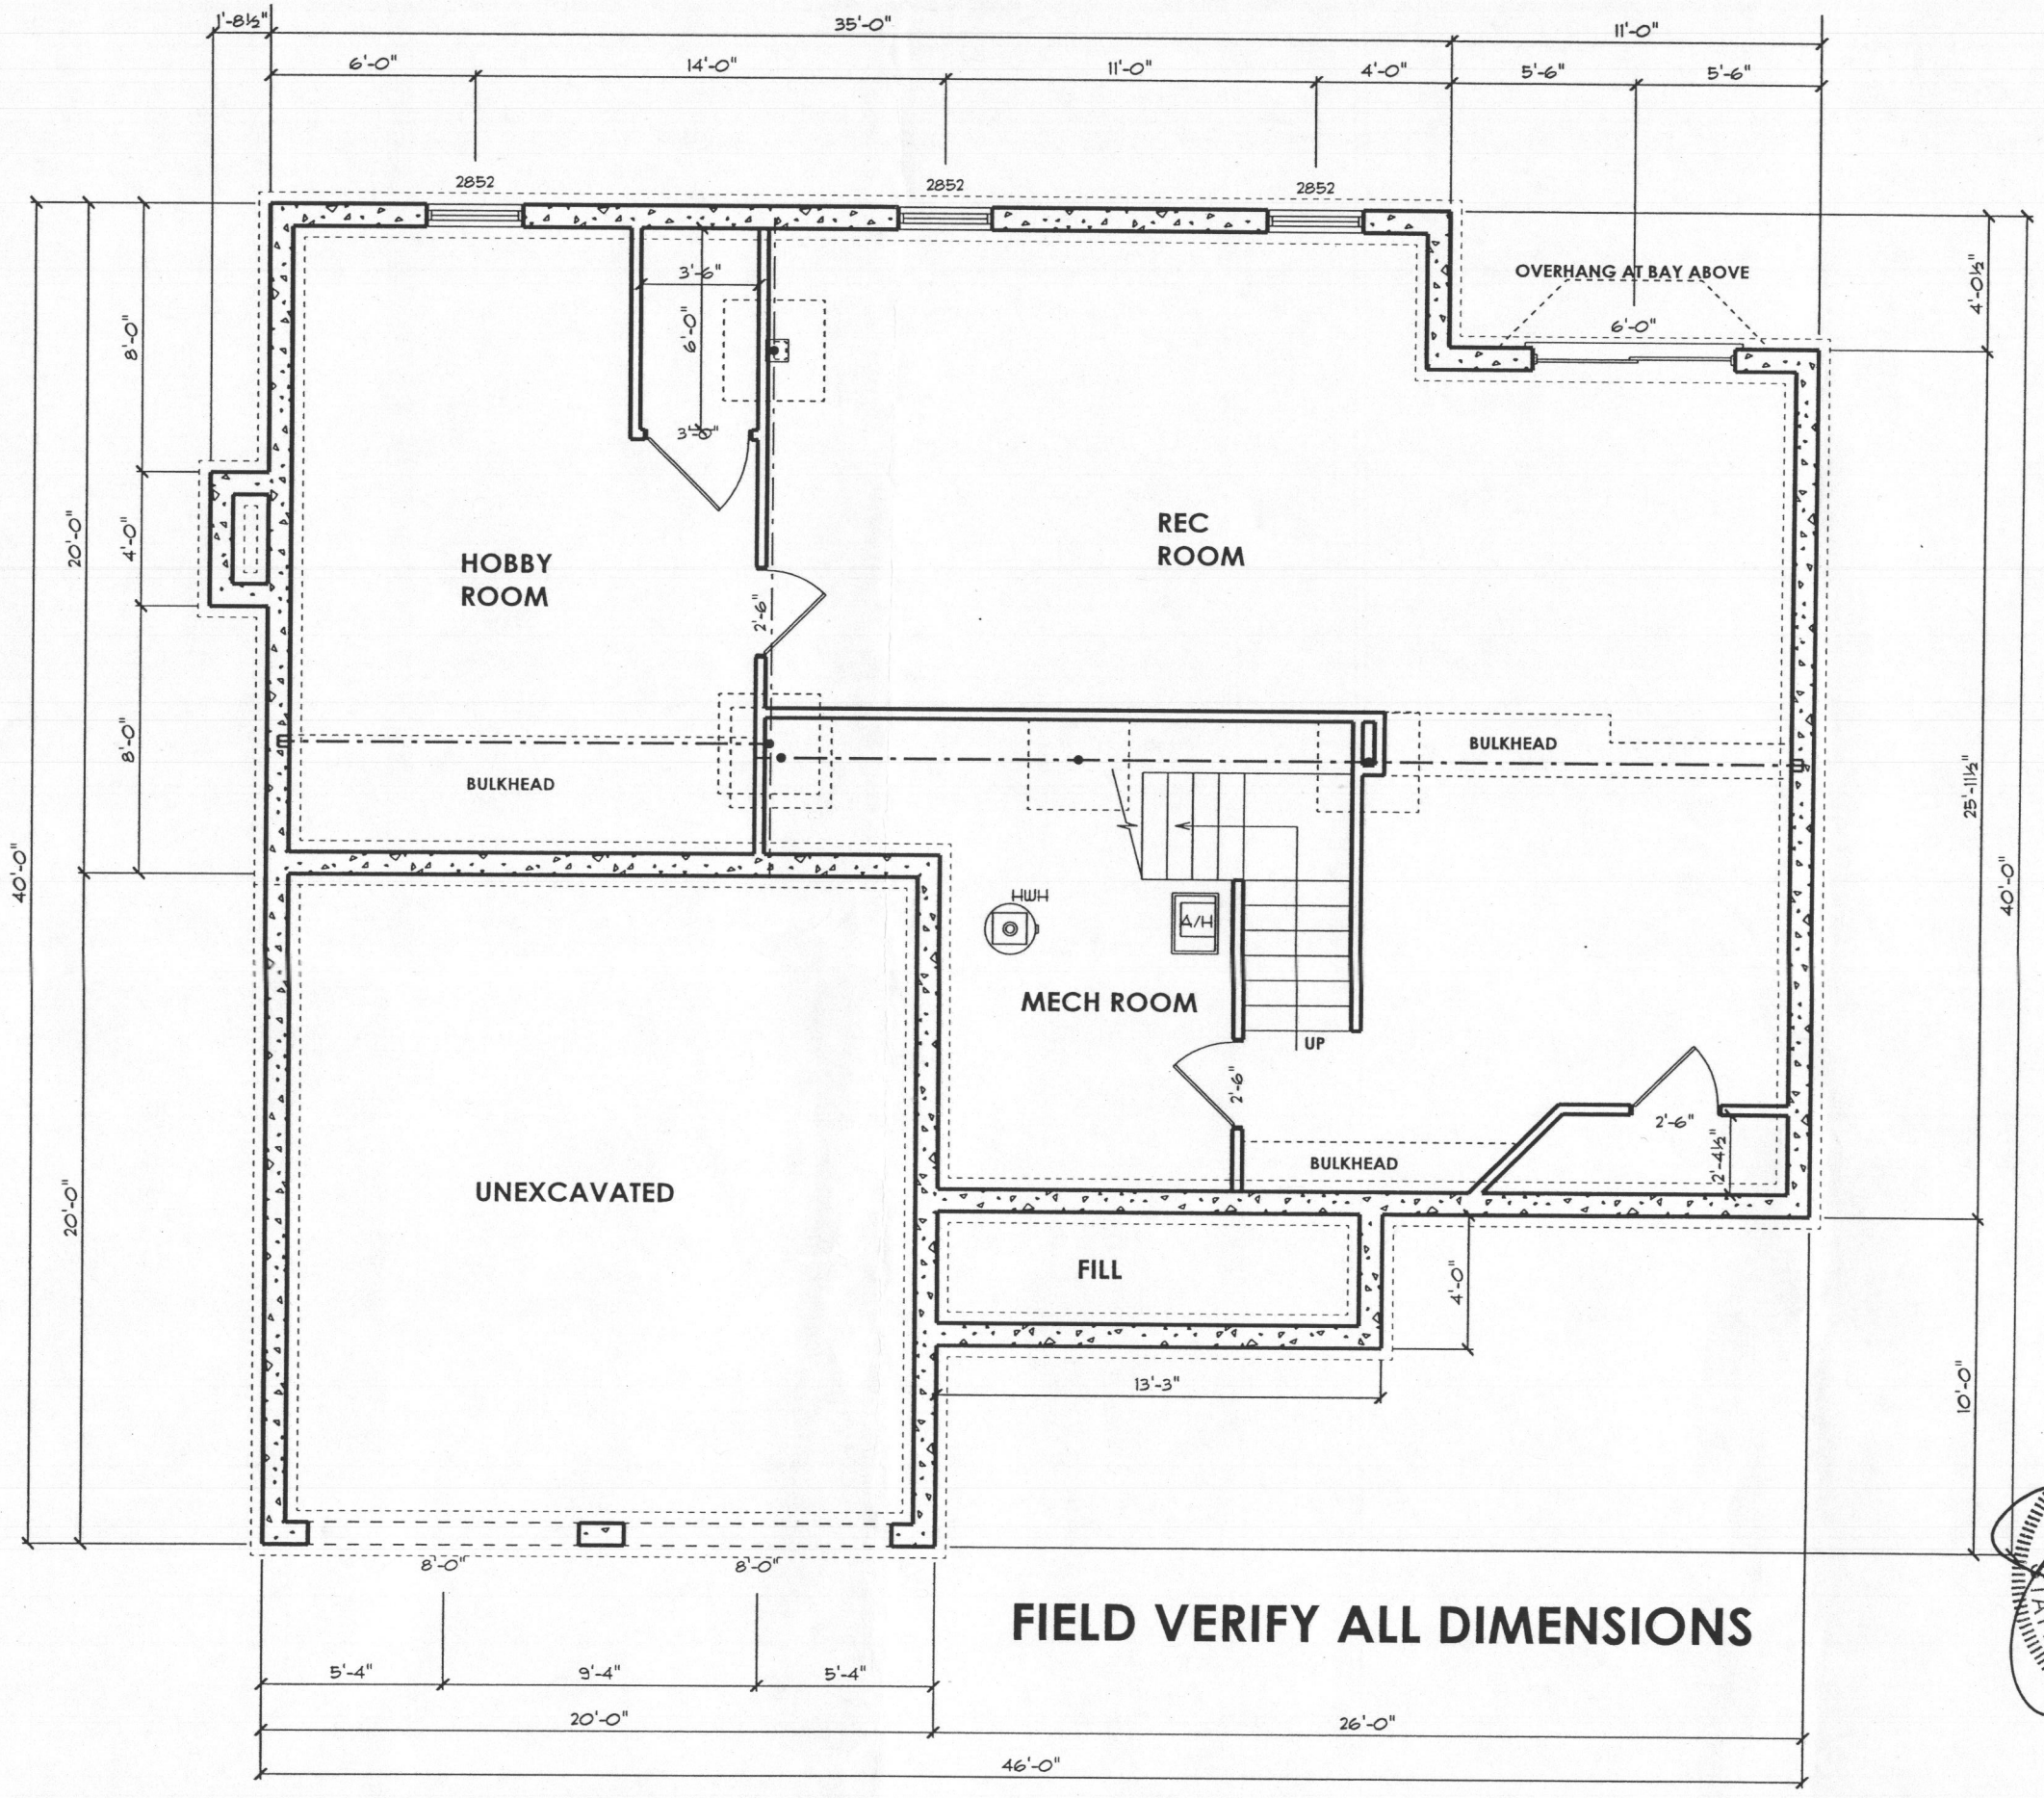 1'-8½"
35'-0"
11'-0"
6'-0"
14'-0"
11'-0"
4'-0"
5'-6"
5'-6"
2852
2852
2852
OVERHANG AT BAY ABOVE
6'-0"
4'-0½"
3'-6"
6'-0"
3'-0"
8'-0"
20'-0"
4'-0"
8'-0"
40'-0"
HOBBY
ROOM
REC
ROOM
2'-6"
BULKHEAD
BULKHEAD
25'-11½"
40'-0"
HWH
A/H
MECH ROOM
UP
2'-6"
2'-6"
2'-4½"
BULKHEAD
UNEXCAVATED
20'-0"
FILL
4'-0"
13'-3"
10'-0"
8'-0"
8'-0"
FIELD VERIFY ALL DIMENSIONS
5'-4"
9'-4"
5'-4"
20'-0"
26'-0"
46'-0"